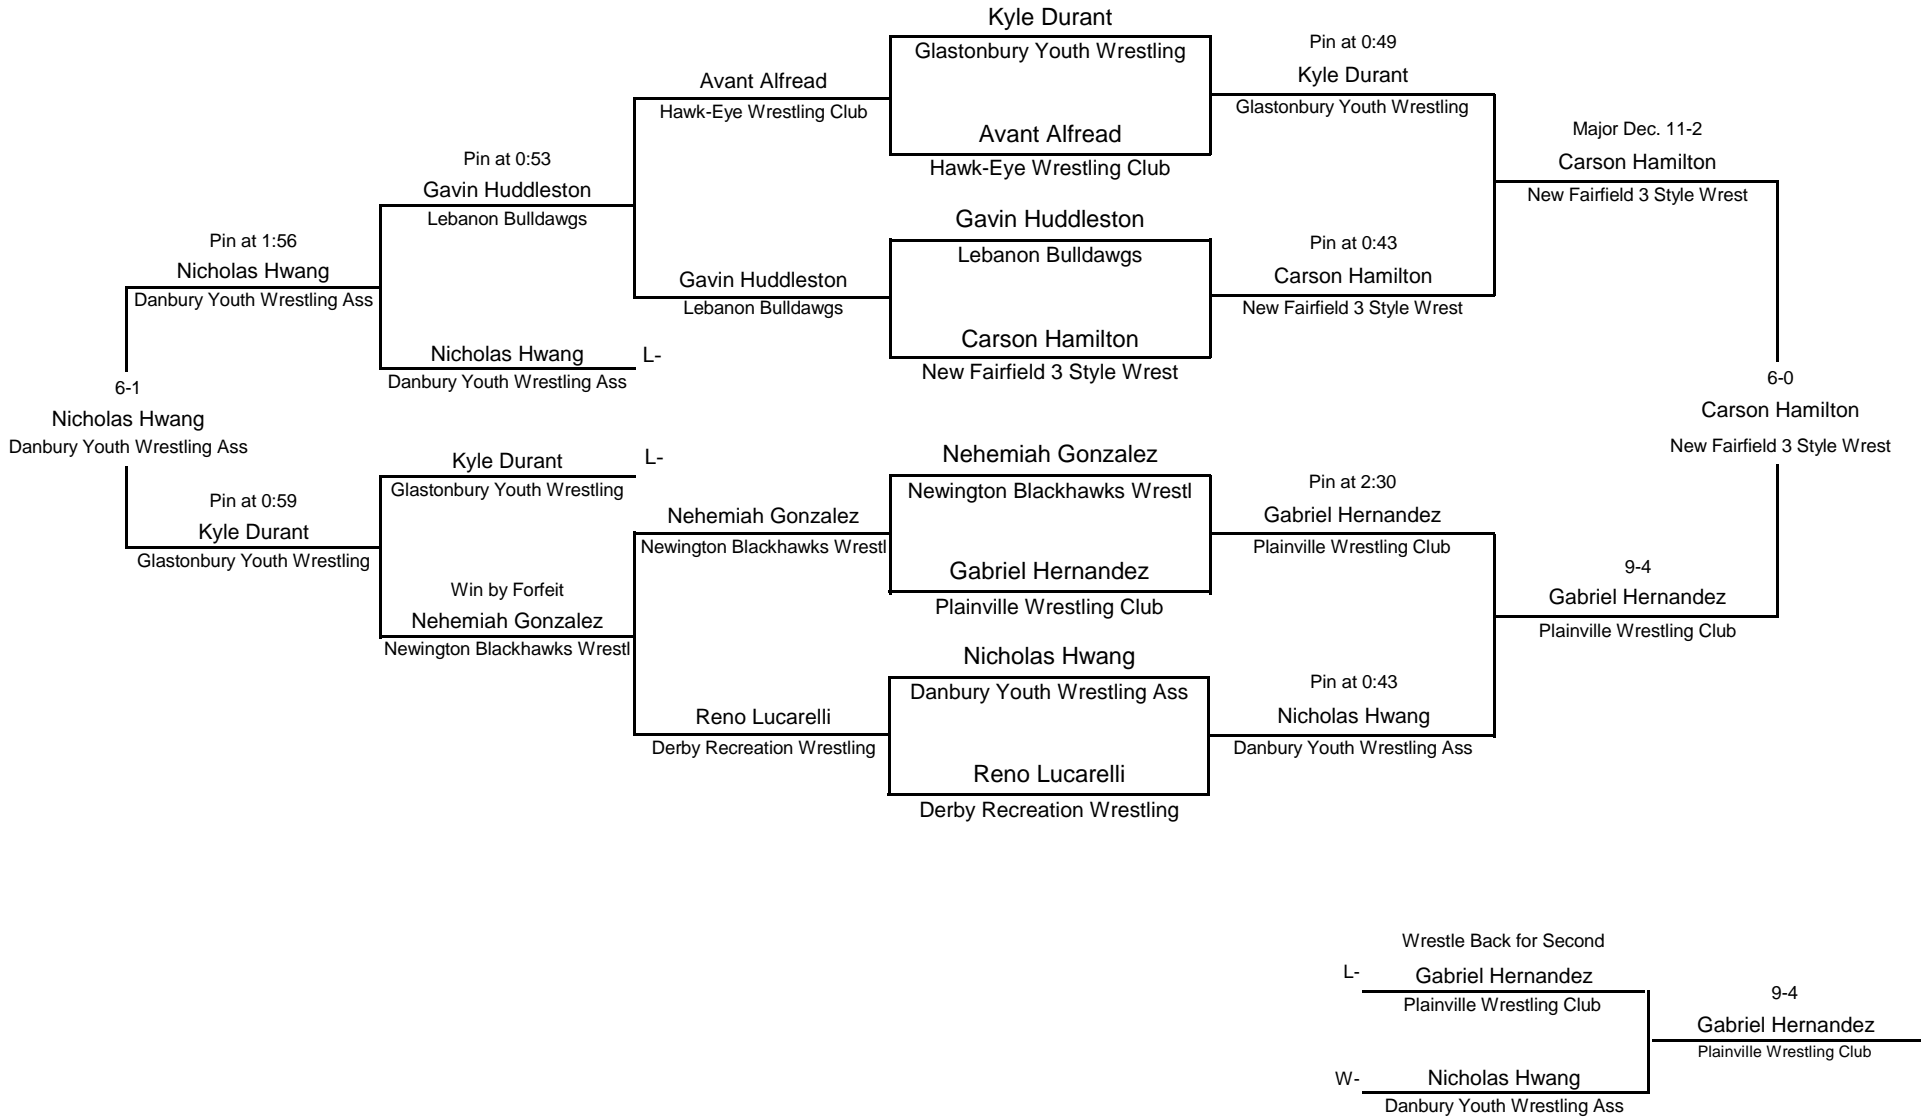 Kyle Durant
Glastonbury Youth Wrestling
Pin at 0:49
Kyle Durant
Glastonbury Youth Wrestling
Avant Alfread
Hawk-Eye Wrestling Club
Avant Alfread
Hawk-Eye Wrestling Club
Major Dec. 11-2
Carson Hamilton
New Fairfield 3 Style Wrest
Pin at 0:53
Gavin Huddleston
Lebanon Bulldawgs
Gavin Huddleston
Lebanon Bulldawgs
Pin at 0:43
Carson Hamilton
New Fairfield 3 Style Wrest
Pin at 1:56
Nicholas Hwang
Danbury Youth Wrestling Ass
Gavin Huddleston
Lebanon Bulldawgs
Carson Hamilton
New Fairfield 3 Style Wrest
Nicholas Hwang
L-
Danbury Youth Wrestling Ass
6-1
Nicholas Hwang
Danbury Youth Wrestling Ass
6-0
Carson Hamilton
New Fairfield 3 Style Wrest
Kyle Durant
L-
Glastonbury Youth Wrestling
Nehemiah Gonzalez
Newington Blackhawks Wrestl
Pin at 2:30
Gabriel Hernandez
Plainville Wrestling Club
Pin at 0:59
Kyle Durant
Glastonbury Youth Wrestling
Nehemiah Gonzalez
Newington Blackhawks Wrestl
Gabriel Hernandez
Plainville Wrestling Club
9-4
Gabriel Hernandez
Plainville Wrestling Club
Win by Forfeit
Nehemiah Gonzalez
Newington Blackhawks Wrestl
Nicholas Hwang
Danbury Youth Wrestling Ass
Pin at 0:43
Nicholas Hwang
Danbury Youth Wrestling Ass
Reno Lucarelli
Derby Recreation Wrestling
Reno Lucarelli
Derby Recreation Wrestling
Wrestle Back for Second
L-
Gabriel Hernandez
Plainville Wrestling Club
9-4
Gabriel Hernandez
Plainville Wrestling Club
W-
Nicholas Hwang
Danbury Youth Wrestling Ass